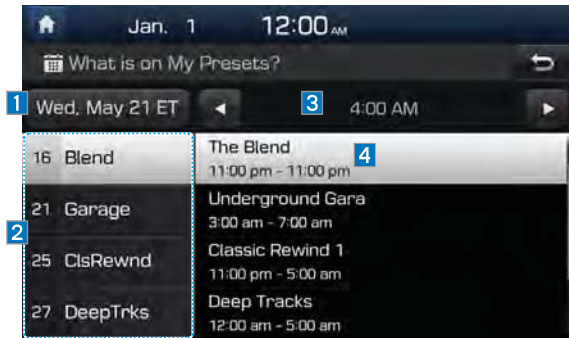 Jan. 1 12:00 AM
What is on My Presets?
1 Wed, May 21 ET 3 4:00 AM
16 Blend The Blend 4
11:00 pm - 11:00 pm
21 Garage Underground Gara
3:00 am - 7:00 am
2
25 ClsRewnd Classic Rewind 1
11:00 pm - 5:00 am
27 DeepTrks Deep Tracks
12:00 am - 5:00 am